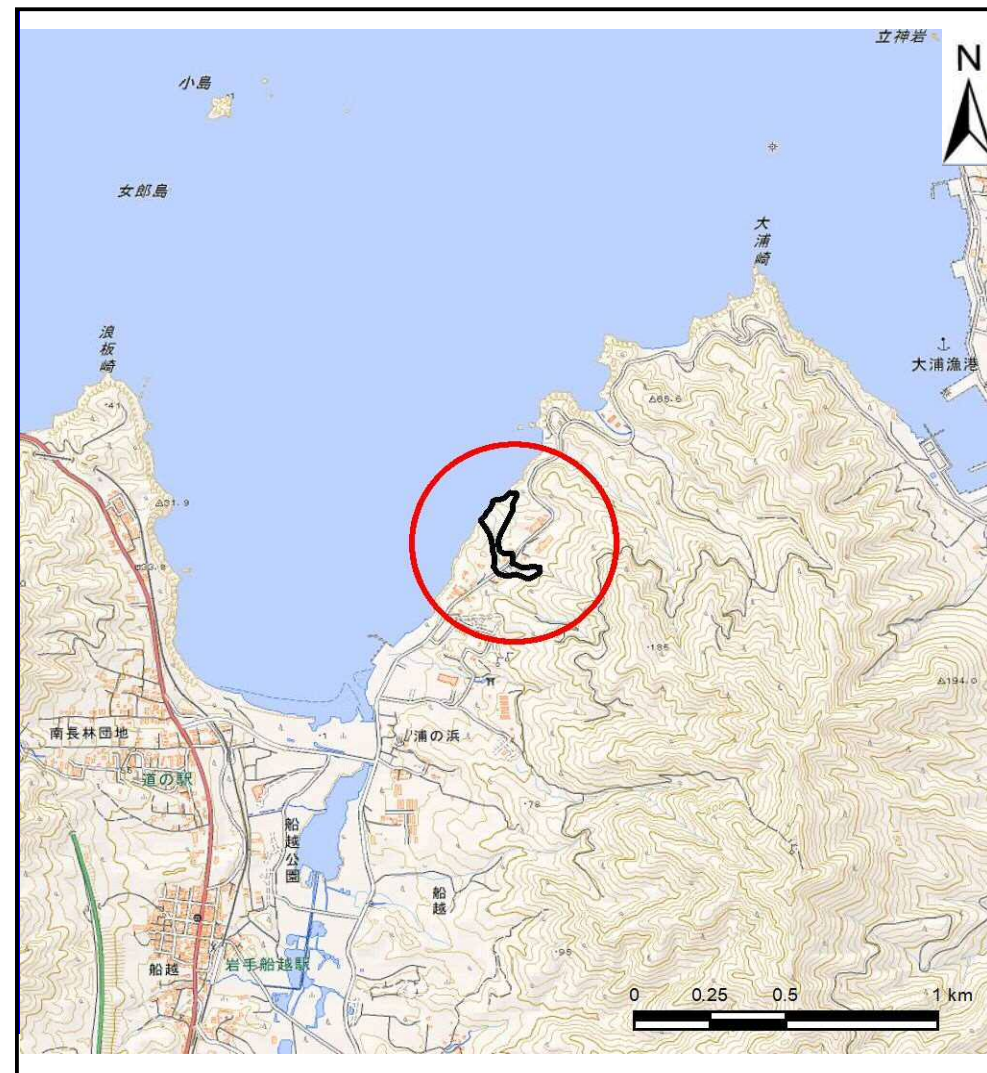 立神岩
N
小島
女郎島
大浦崎
浪板崎
大浦漁港
41
65.6
31.9
185
194.0
南長林団地
浦の浜
道の駅
78
船越公園
船越
95
船越
岩手船越駅
0 0.25 0.5 1 km